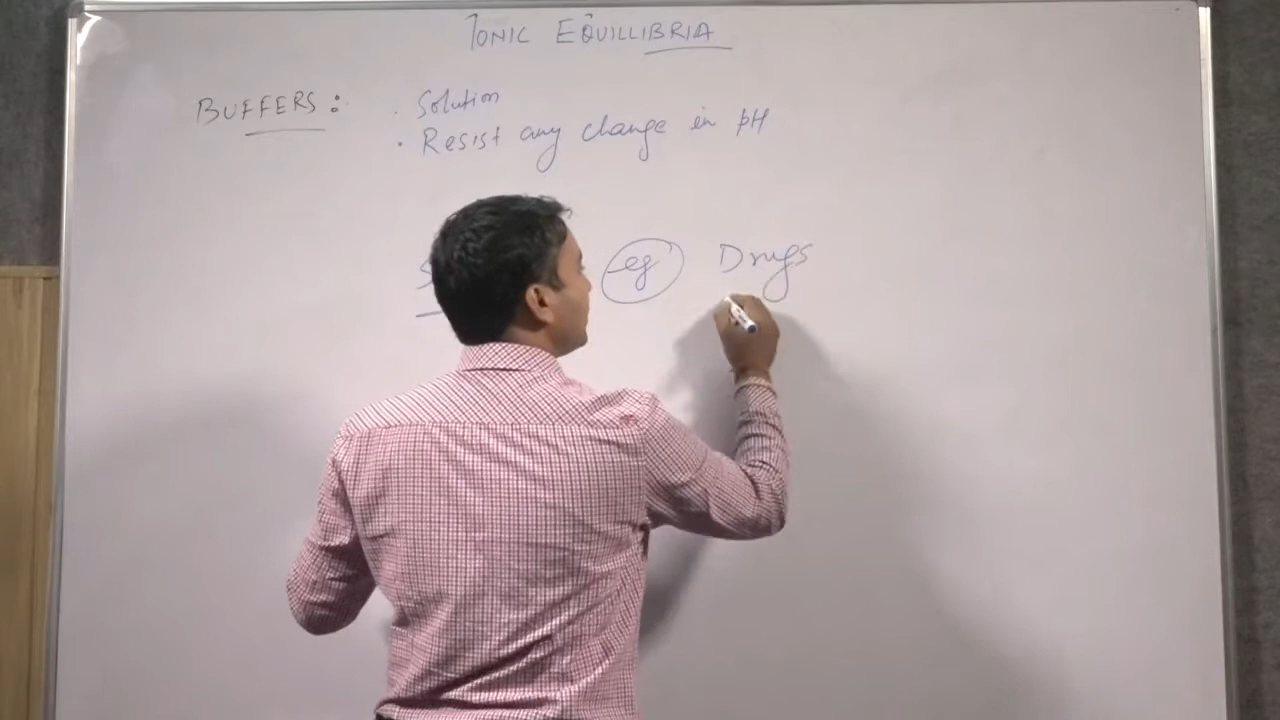 IONIC EQUILLIBRIA
BUFFERS : . Solution
. Resist any change in pH
eg Drugs